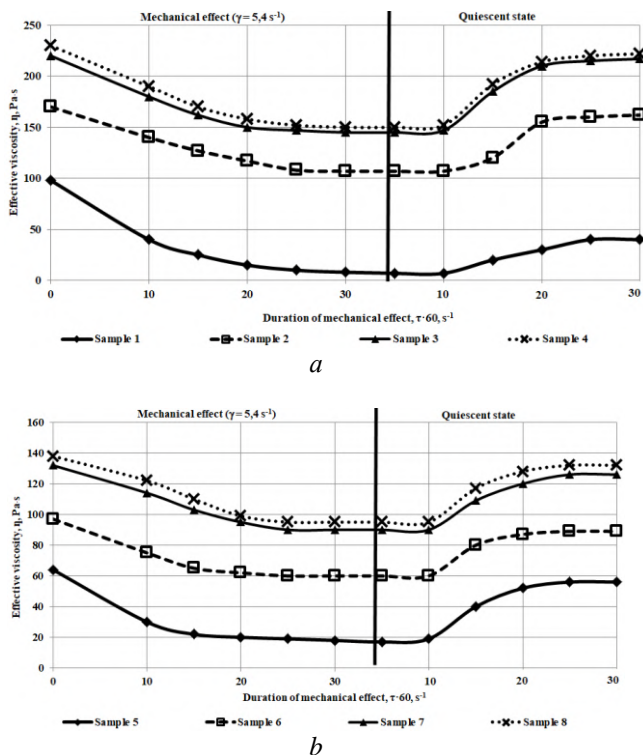 Mechanical effect (γ = 5,4 s⁻¹) Quiescent state
250
200
150
100
50
0
Effective viscosity, η, Pa·s
0 10 20 30 10 20 30
Duration of mechanical effect, τ·60, s⁻¹
Sample 1 Sample 2 Sample 3 Sample 4
a
Mechanical effect (γ = 5,4 s⁻¹) Quiescent state
160
140
120
100
80
60
40
20
0
Effective viscosity, η, Pa·s
0 10 20 30 10 20 30
Duration of mechanical effect, τ·60, s⁻¹
Sample 5 Sample 6 Sample 7 Sample 8
b